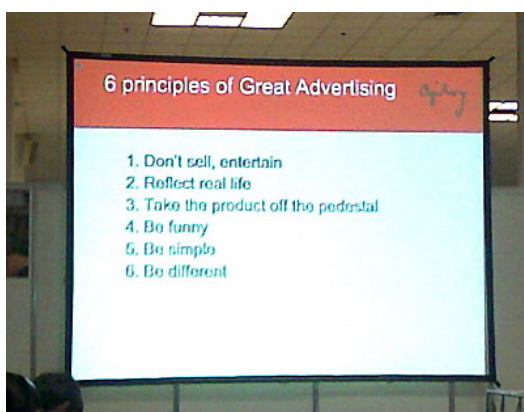 6 principles of Great Advertising
Ogilvy
1. Don't sell, entertain
2. Reflect real life
3. Take the product off the pedestal
4. Be funny
5. Be simple
6. Be different